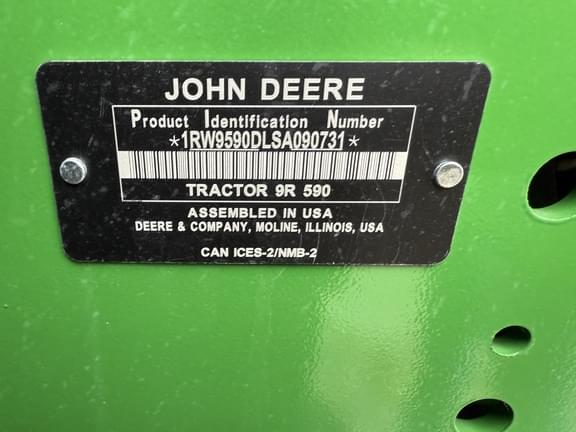 JOHN DEERE
Product Identification Number
*1RW9590DLSA090731*
TRACTOR 9R 590
ASSEMBLED IN USA
DEERE & COMPANY, MOLINE, ILLINOIS, USA
CAN ICES-2/NMB-2